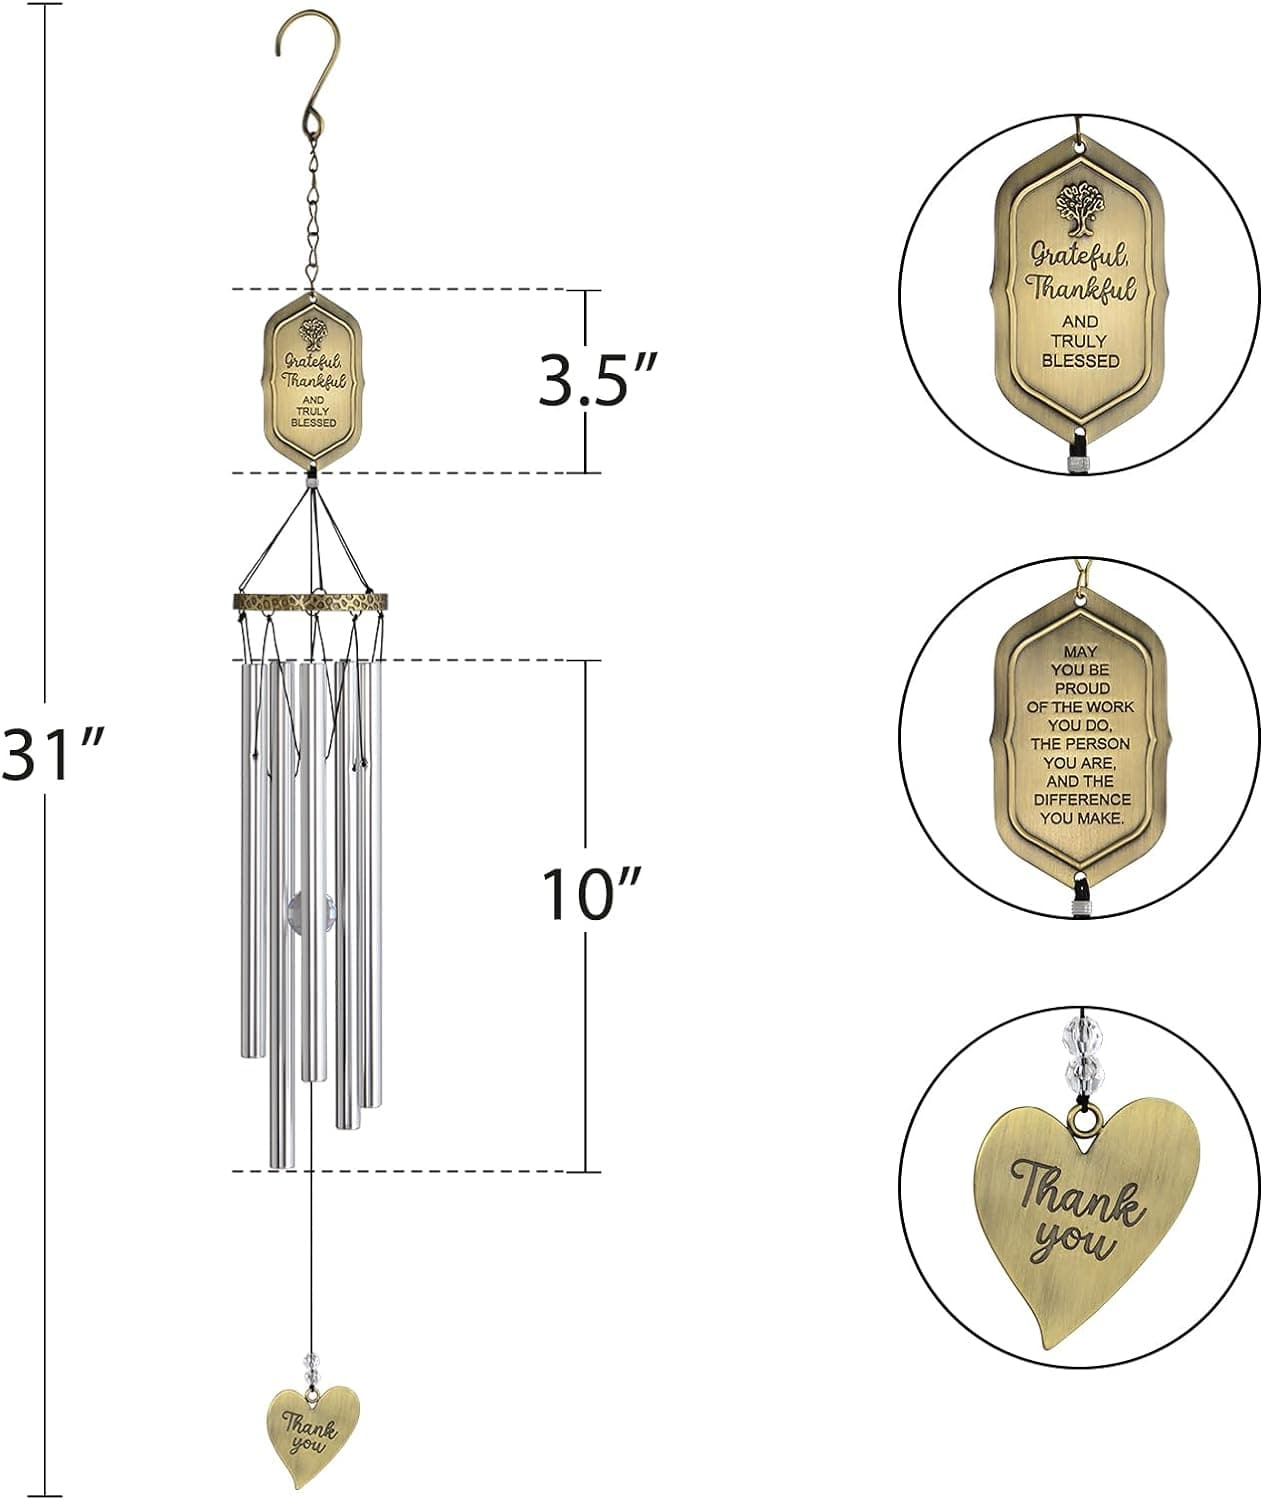 31”
Grateful,
Thankful
AND
TRULY
BLESSED
3.5”
10”
Thank
you
Grateful,
Thankful
AND
TRULY
BLESSED
MAY
YOU BE
PROUD
OF THE WORK
YOU DO,
THE PERSON
YOU ARE,
AND THE
DIFFERENCE
YOU MAKE.
Thank
you